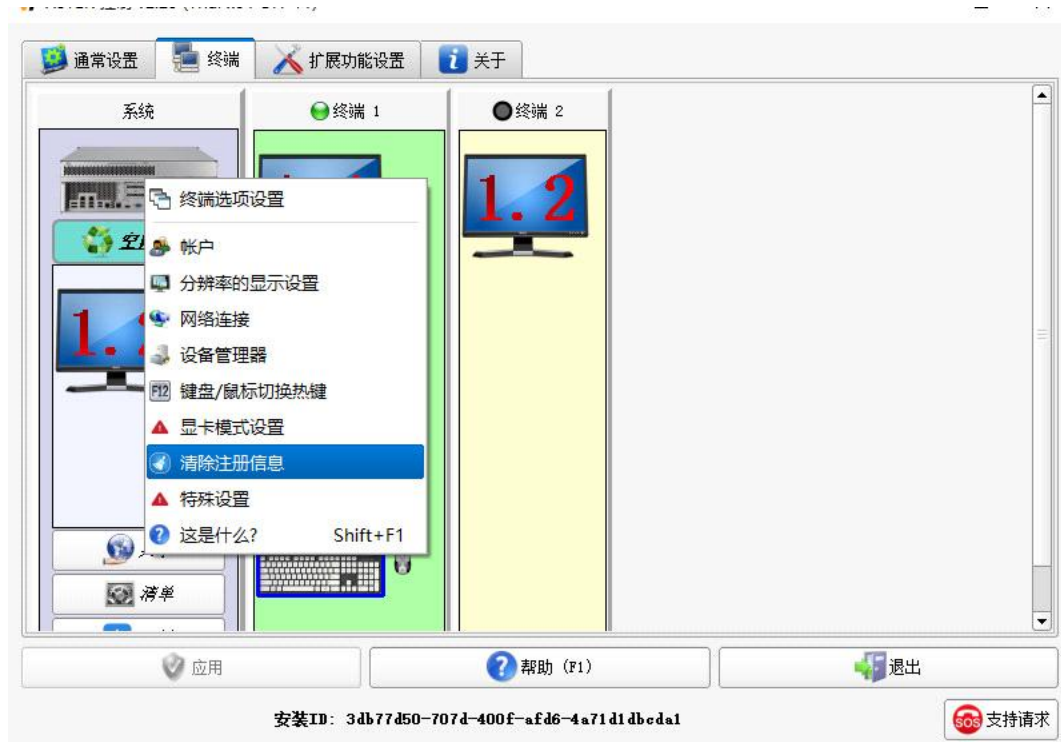 通常设置
终端
扩展功能设置
关于
系统
终端 1
终端 2
1.2
终端选项设置
帐户
分辨率的显示设置
网络连接
设备管理器
键盘/鼠标切换热键
显卡模式设置
清除注册信息
特殊设置
这是什么? Shift+F1
清单
应用
帮助 (F1)
退出
安装ID: 3db77d50-707d-400f-afd6-4a71d1dbcda1
SOS 支持请求